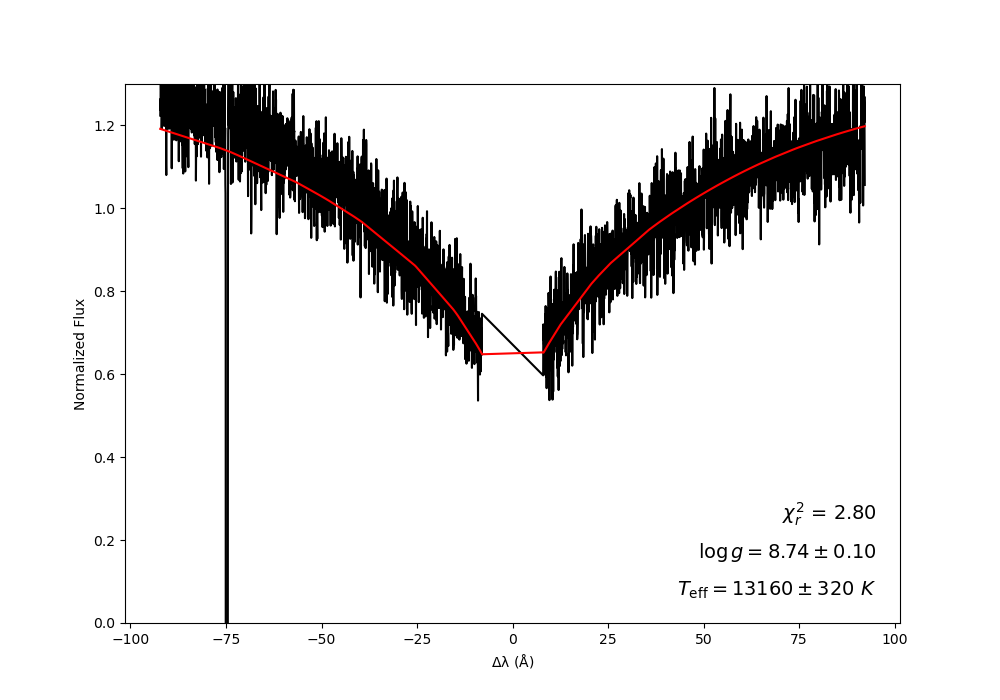 1.2
1.0
0.8
0.6
0.4
0.2
0.0
Normalized Flux
χ²ᵣ = 2.80
log g = 8.74 ± 0.10
T_eff = 13160 ± 320 K
−100 −75 −50 −25 0 25 50 75 100
Δλ (Å)